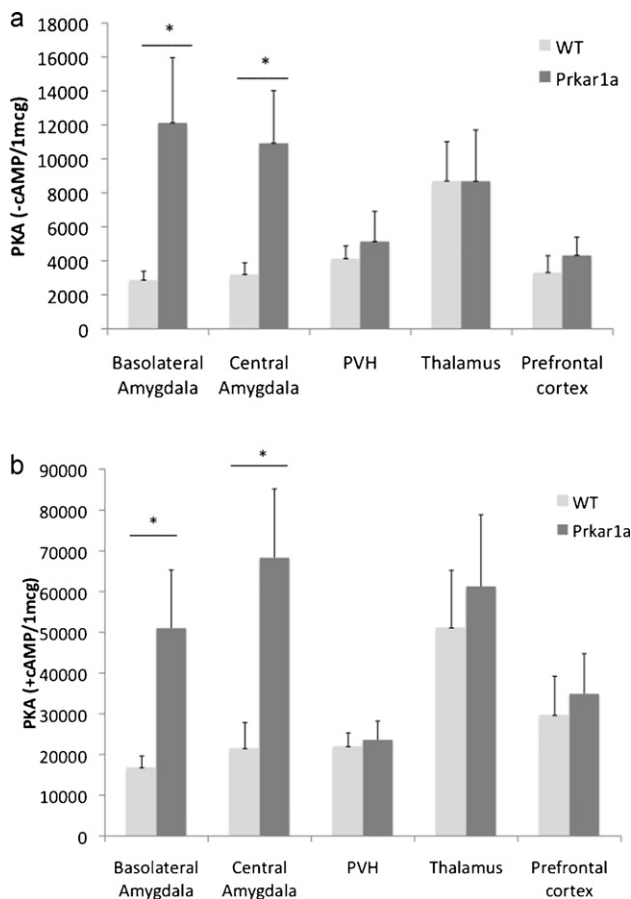 a
18000
16000
14000
12000
10000
8000
6000
4000
2000
0
PKA (-cAMP/1mcg)
*
*
WT
Prkar1a
Basolateral
Amygdala
Central
Amygdala
PVH
Thalamus
Prefrontal
cortex
b
90000
80000
70000
60000
50000
40000
30000
20000
10000
0
PKA (+cAMP/1mcg)
*
*
WT
Prkar1a
Basolateral
Amygdala
Central
Amygdala
PVH
Thalamus
Prefrontal
cortex